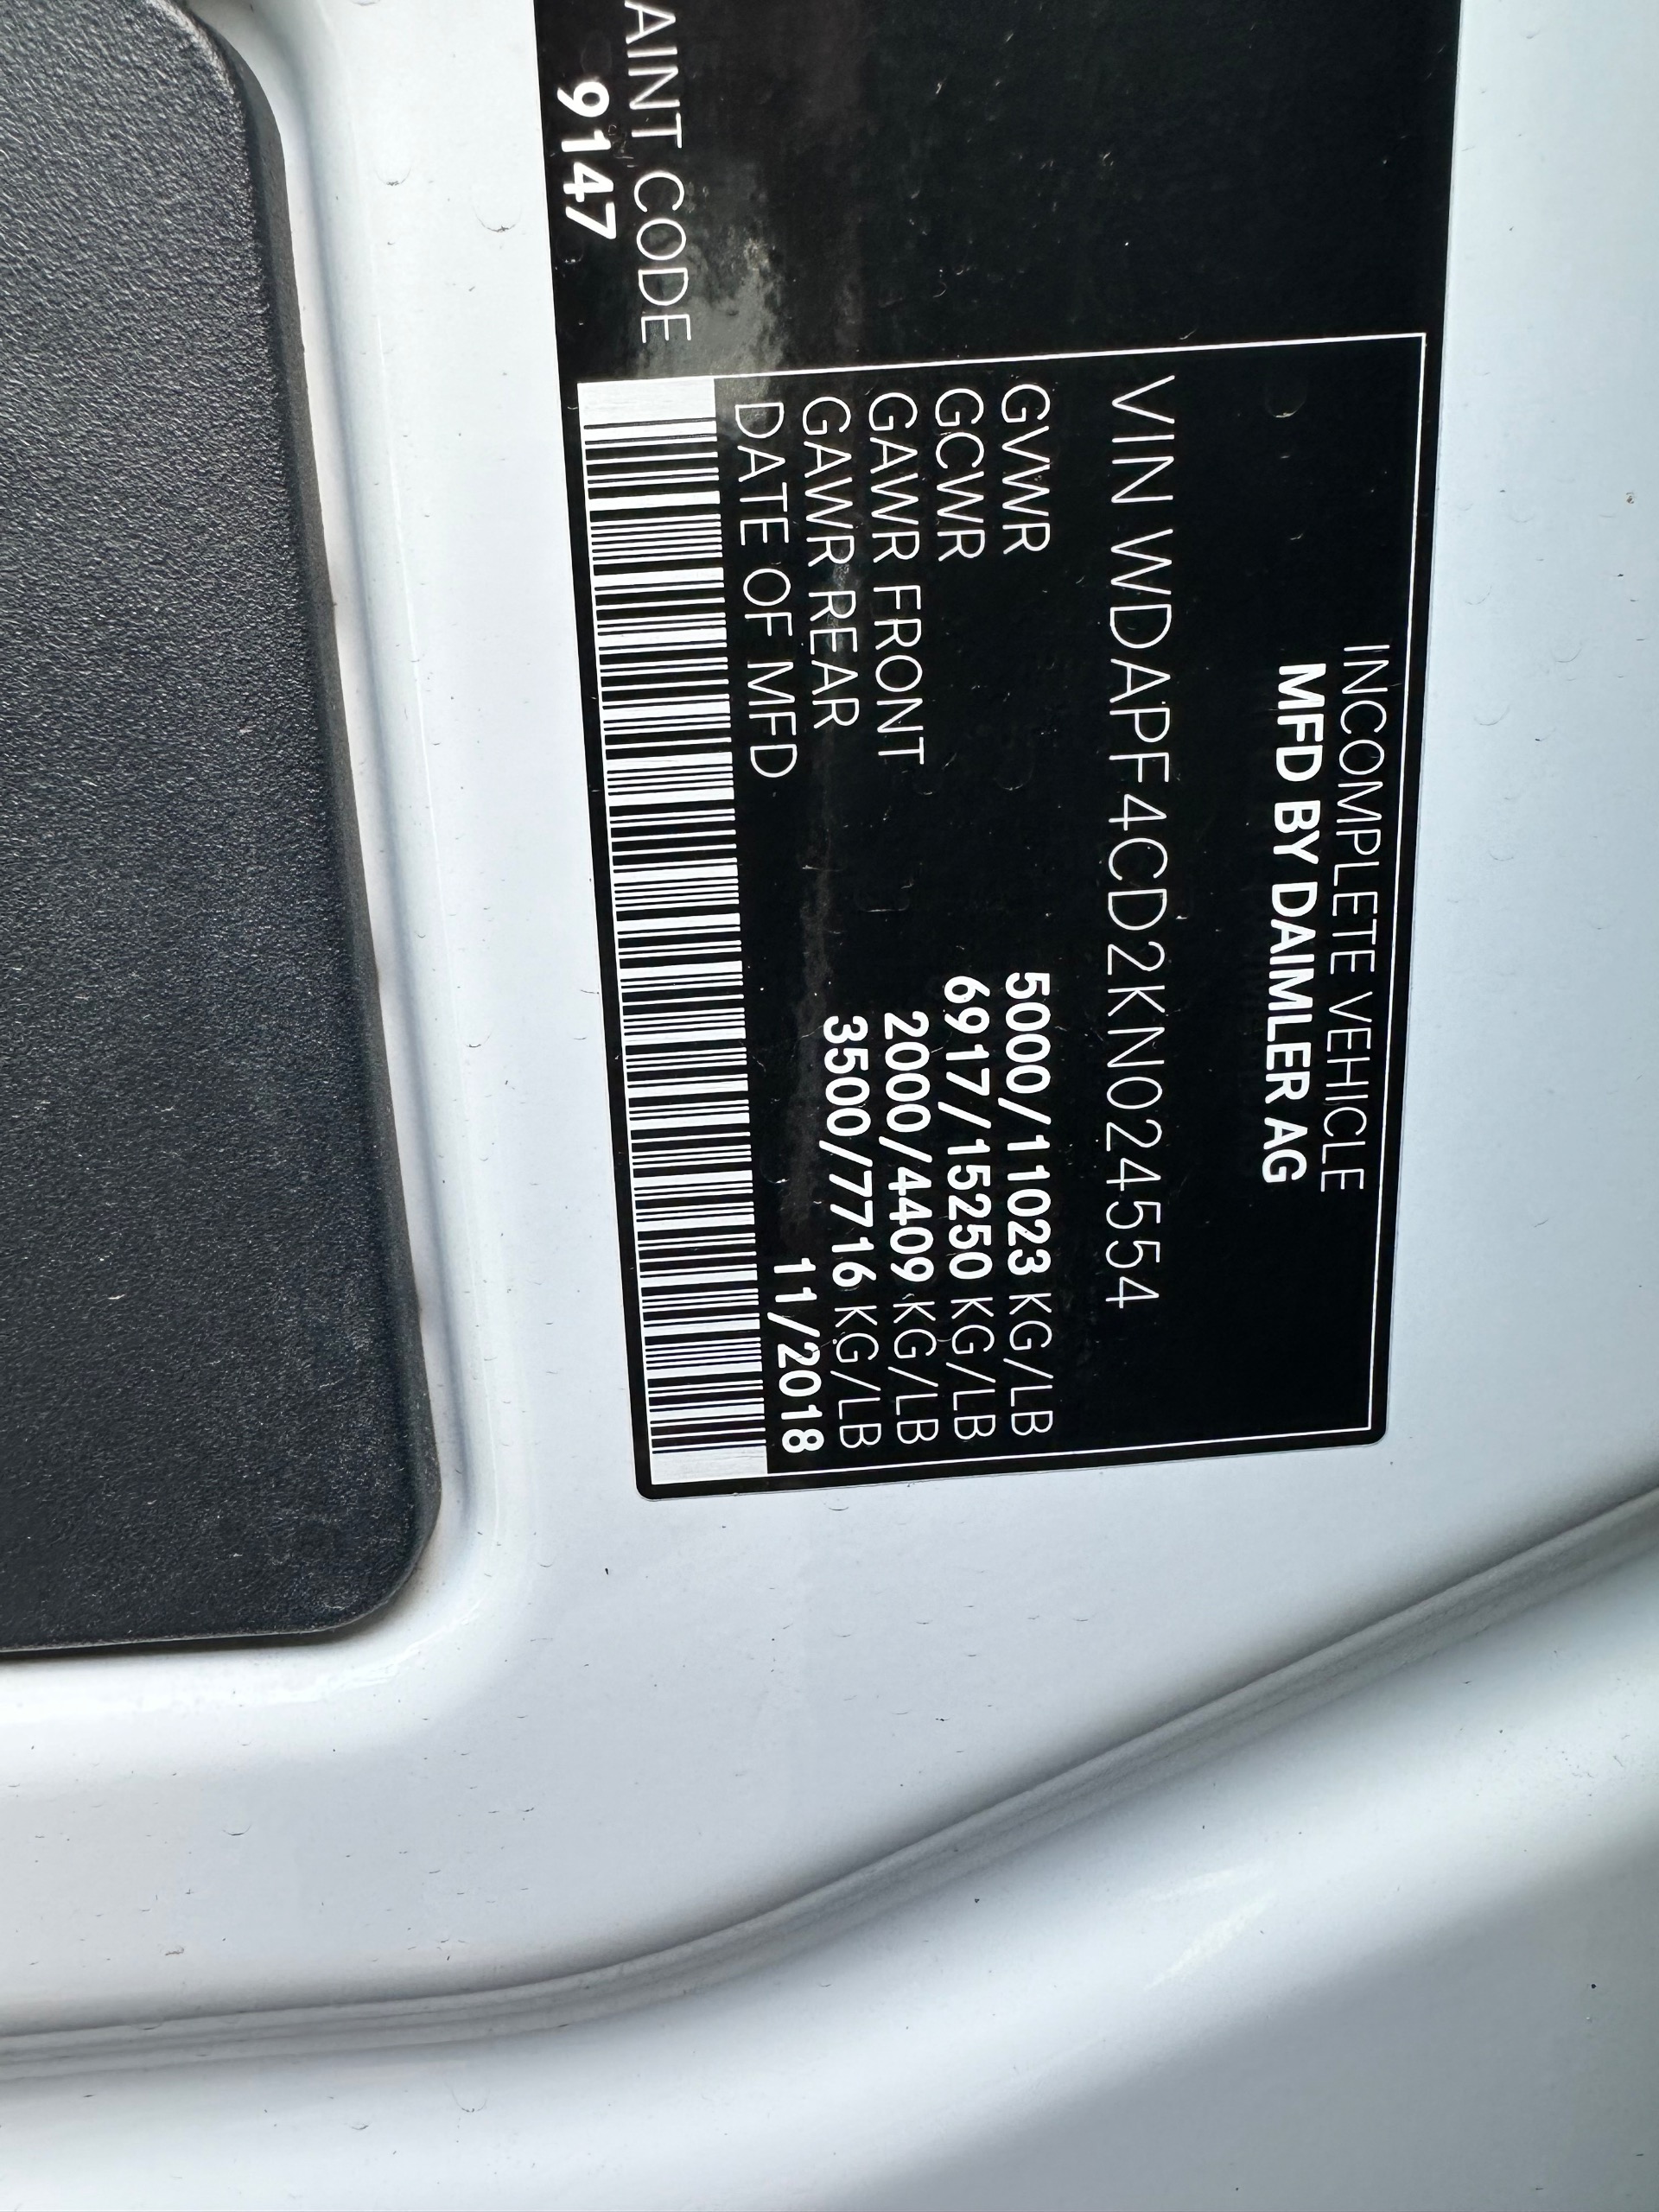 AINT CODE
9147
INCOMPLETE VEHICLE
MFD BY DAIMLER AG
VIN WDAPF4CD2KN024554
GVWR 5000/11023 KG/LB
GCWR 6917/15250 KG/LB
GAWR FRONT 2000/4409 KG/LB
GAWR REAR 3500/7716 KG/LB
DATE OF MFD 11/2018